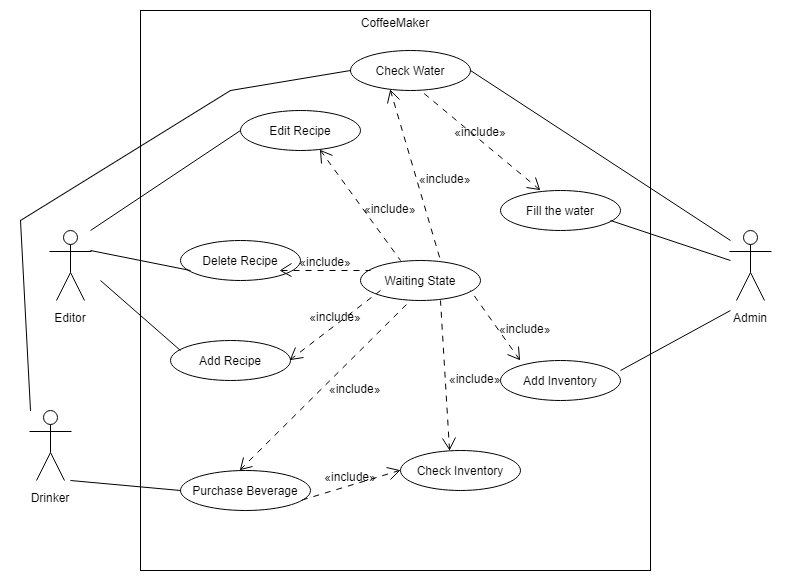 CoffeeMaker
Check Water
Edit Recipe
«include»
«include»
«include»
Fill the water
Delete Recipe
«include»
Waiting State
Editor
Admin
«include»
«include»
Add Recipe
«include»
Add Inventory
«include»
Check Inventory
«include»
Purchase Beverage
Drinker